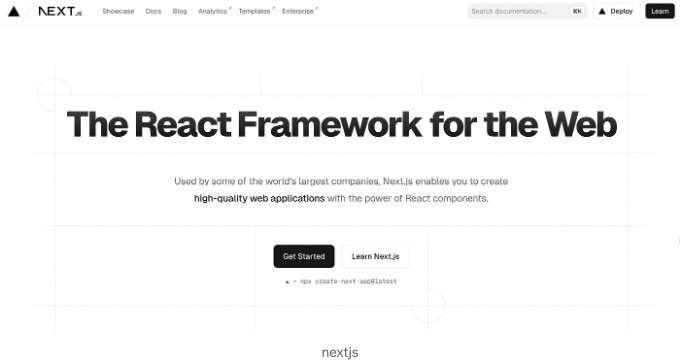 NEXT.JS Showcase Docs Blog Analytics Templates Enterprise Search documentation... ⌘K Deploy Learn
The React Framework for the Web
Used by some of the world's largest companies, Next.js enables you to create
high-quality web applications with the power of React components.
Get Started Learn Next.js
▲ ~ npx create-next-app@latest
nextjs